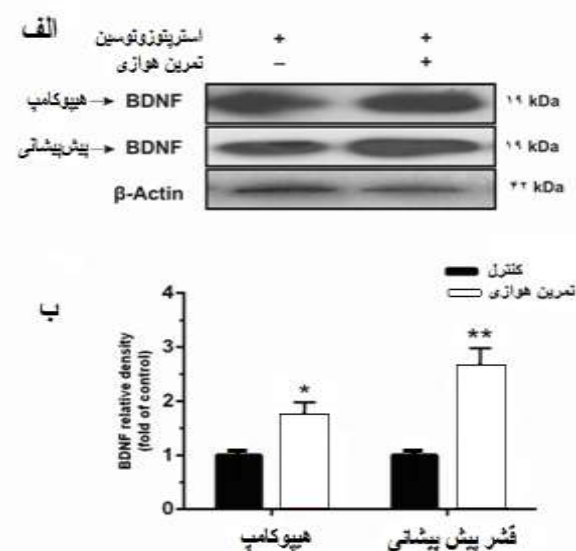 الف
استرپتوزوتوسین + +
تمرین هوازی – +
هیپوکامپ → BDNF ۱۹ kDa
پیش‌پیشانی → BDNF ۱۹ kDa
β-Actin ۴۲ kDa
ب
کنترل
تمرین هوازی
BDNF relative density
(fold of control)
4
3
2
1
0
*
**
هیپوکامپ
قشر پیش پیشانی